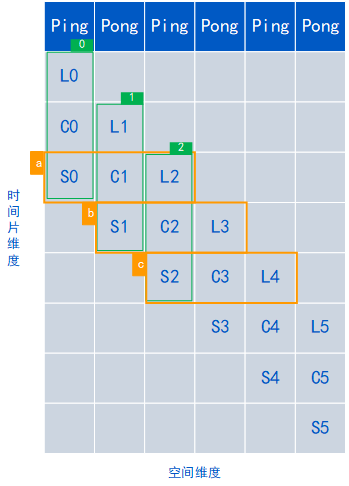 Ping Pong Ping Pong Ping Pong
0
L0
1
C0 L1
2
a
S0 C1 L2
b
S1 C2 L3
c
S2 C3 L4
S3 C4 L5
S4 C5
S5
时间片维度
空间维度